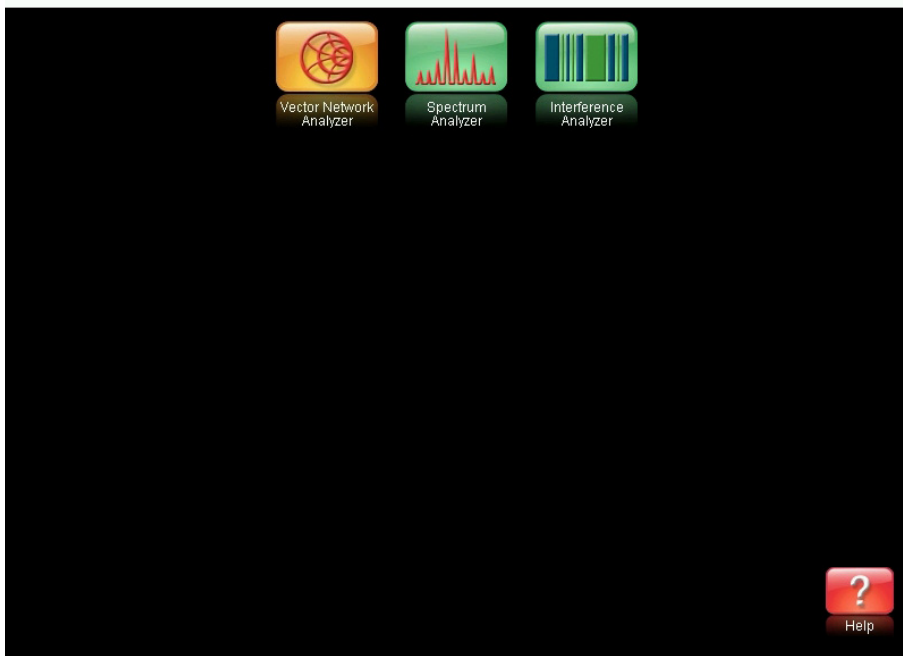 Vector Network
Analyzer
Spectrum
Analyzer
Interference
Analyzer
?
Help